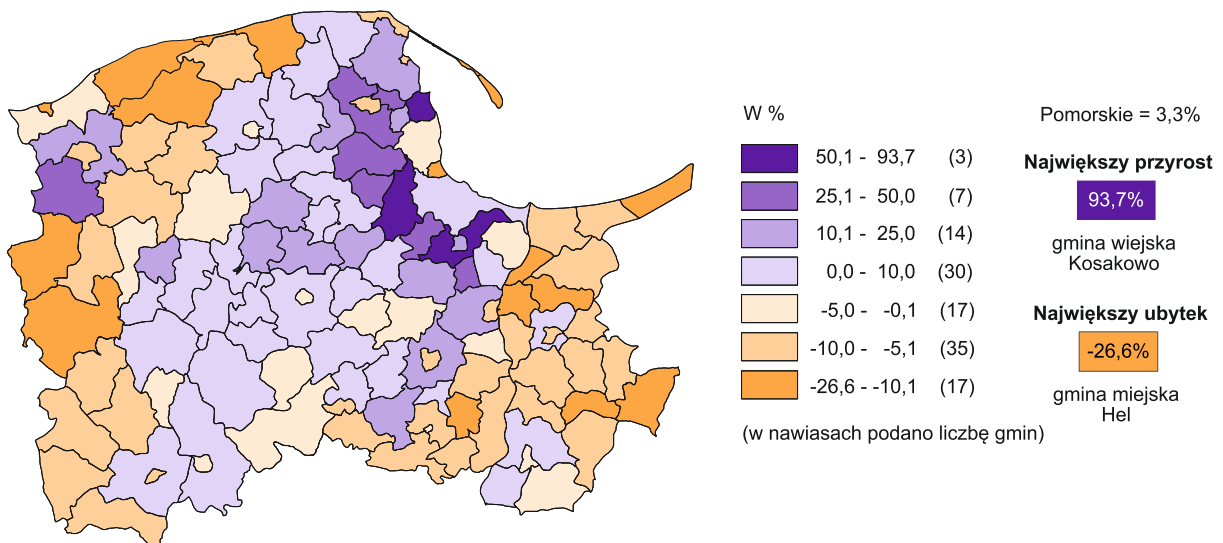 W %
50,1 - 93,7 (3)
25,1 - 50,0 (7)
10,1 - 25,0 (14)
0,0 - 10,0 (30)
-5,0 - -0,1 (17)
-10,0 - -5,1 (35)
-26,6 - -10,1 (17)
(w nawiasach podano liczbę gmin)
Pomorskie = 3,3%
Największy przyrost
93,7%
gmina wiejska
Kosakowo
Największy ubytek
-26,6%
gmina miejska
Hel